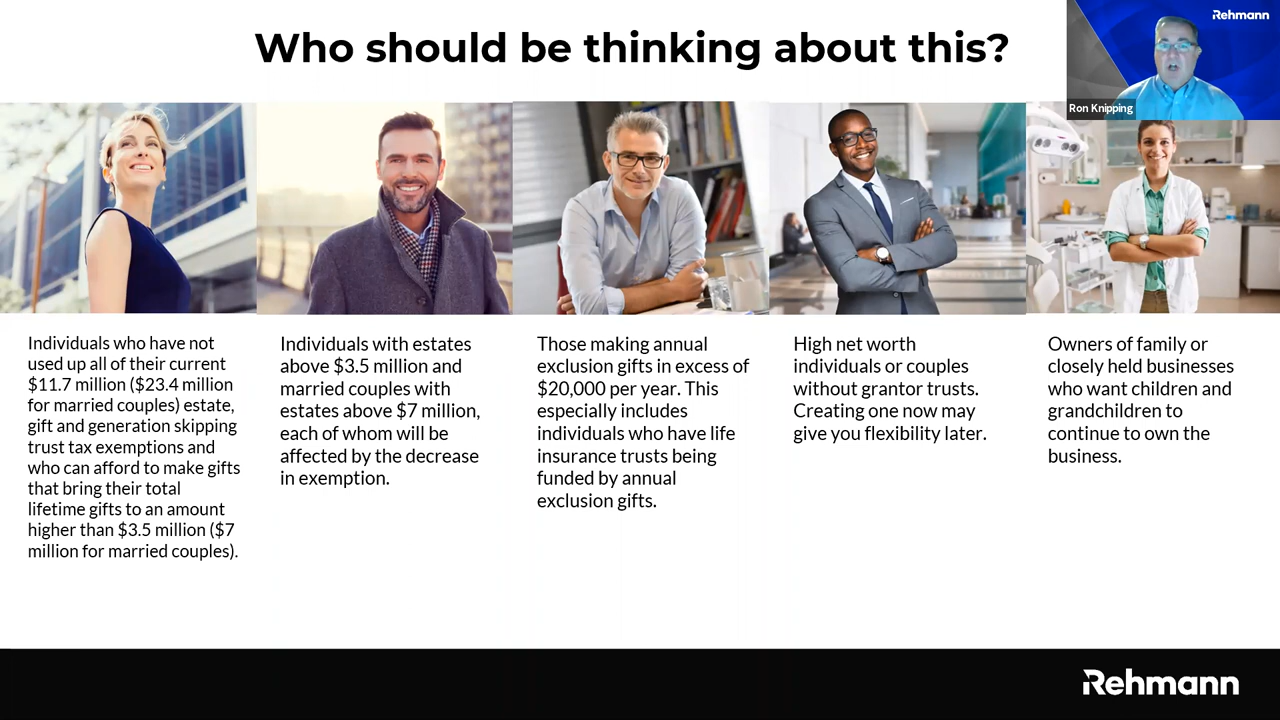 Who should be thinking about this?
Rehmann
Ron Knipping
Individuals who have not
used up all of their current
$11.7 million ($23.4 million
for married couples) estate,
gift and generation skipping
trust tax exemptions and
who can afford to make gifts
that bring their total
lifetime gifts to an amount
higher than $3.5 million ($7
million for married couples).
Individuals with estates
above $3.5 million and
married couples with
estates above $7 million,
each of whom will be
affected by the decrease
in exemption.
Those making annual
exclusion gifts in excess of
$20,000 per year. This
especially includes
individuals who have life
insurance trusts being
funded by annual
exclusion gifts.
High net worth
individuals or couples
without grantor trusts.
Creating one now may
give you flexibility later.
Owners of family or
closely held businesses
who want children and
grandchildren to
continue to own the
business.
Rehmann